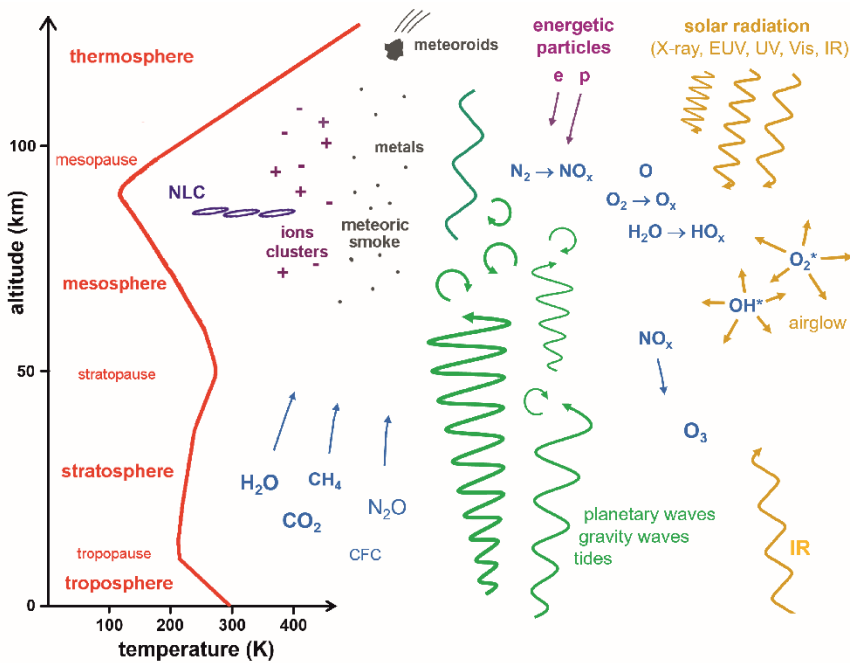 thermosphere
meteoroids
energetic
particles
e p
solar radiation
(X-ray, EUV, UV, Vis, IR)
100
mesopause
NLC
- + - + + - + -
metals
N₂ → NOₓ
O
O₂ → Oₓ
H₂O → HOₓ
ions
clusters
+ -
meteoric
smoke
altitude (km)
mesosphere
O₂*
OH*
airglow
50
stratopause
NOₓ
O₃
stratosphere
H₂O
CH₄
CO₂
N₂O
CFC
planetary waves
gravity waves
tides
IR
tropopause
troposphere
0
100 200 300 400
temperature (K)